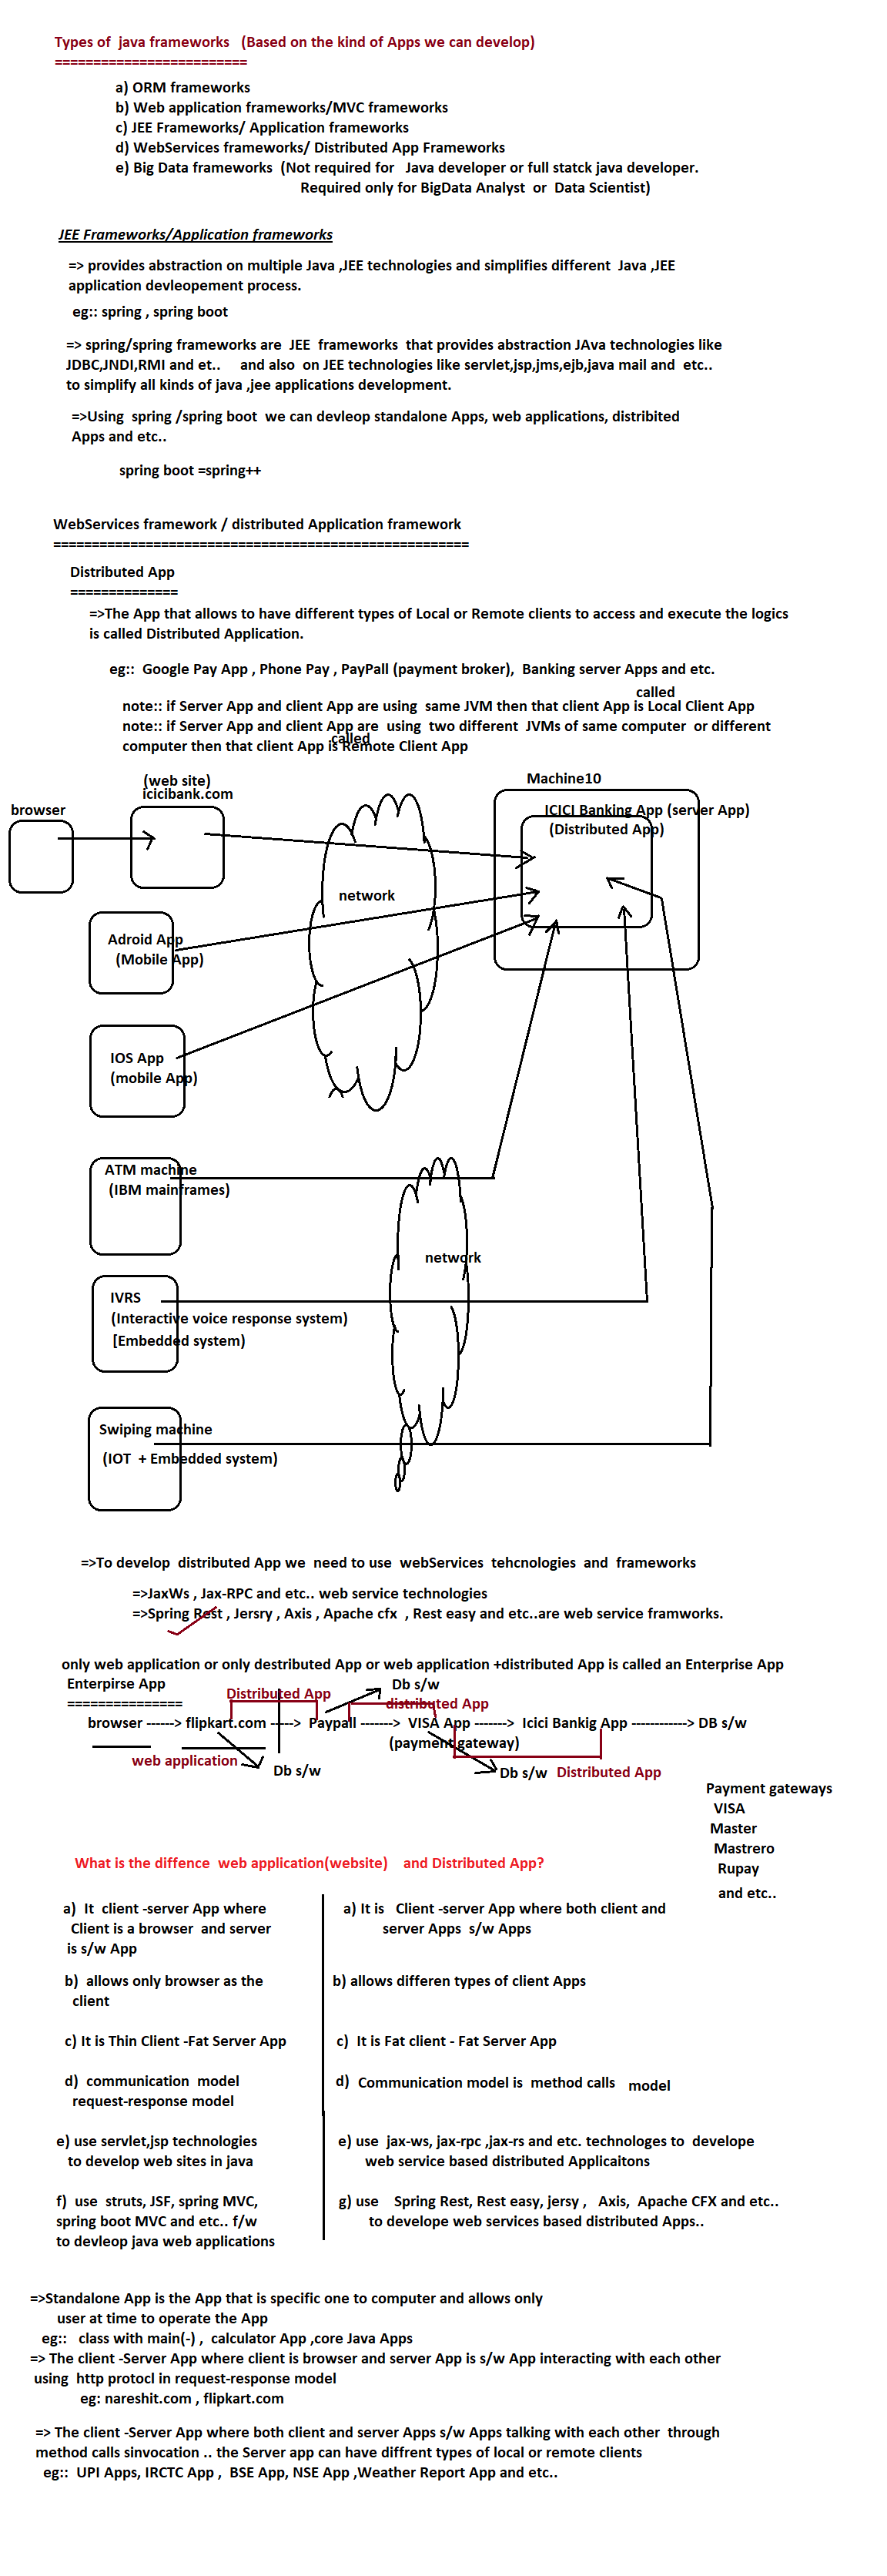 Types of  java frameworks   (Based on the kind of Apps we can develop)
=========================
a) ORM frameworks
b) Web application frameworks/MVC frameworks
c) JEE Frameworks/ Application frameworks
d) WebServices frameworks/ Distributed App Frameworks
e) Big Data frameworks  (Not required for   Java developer or full statck java developer.
Required only for BigData Analyst  or  Data Scientist)
JEE Frameworks/Application frameworks
=> provides abstraction on multiple Java ,JEE technologies and simplifies different  Java ,JEE
application devleopement process.
eg:: spring , spring boot
=> spring/spring frameworks are  JEE  frameworks  that provides abstraction JAva technologies like
JDBC,JNDI,RMI and et..     and also  on JEE technologies like servlet,jsp,jms,ejb,java mail and  etc..
to simplify all kinds of java ,jee applications development.
=>Using  spring /spring boot  we can devleop standalone Apps, web applications, distribited
Apps and etc..
spring boot =spring++
WebServices framework / distributed Application framework
======================================================
Distributed App
==============
=>The App that allows to have different types of Local or Remote clients to access and execute the logics
is called Distributed Application.
eg::  Google Pay App , Phone Pay , PayPall (payment broker),  Banking server Apps and etc.
called
note:: if Server App and client App are using  same JVM then that client App is Local Client App
note:: if Server App and client App are  using  two different  JVMs of same computer  or different
called
computer then that client App is Remote Client App
(web site)
icicibank.com
Machine10
browser
ICICI Banking App (server App)
(Distributed App)
network
Adroid App
(Mobile App)
IOS App
(mobile App)
ATM machine
(IBM mainframes)
network
IVRS
(Interactive voice response system)
[Embedded system)
Swiping machine
(IOT  + Embedded system)
=>To develop  distributed App we  need to use  webServices  tehcnologies  and  frameworks
=>JaxWs , Jax-RPC and etc.. web service technologies
=>Spring Rest , Jersry , Axis , Apache cfx  , Rest easy and etc..are web service framworks.
only web application or only destributed App or web application +distributed App is called an Enterprise App
Enterpirse App
===============
Distributed App
Db s/w
distributed App
browser ------> flipkart.com -----> Paypall -------> VISA App -------> Icici Bankig App ------------> DB s/w
(payment gateway)
web application
Db s/w
Db s/w
Distributed App
Payment gateways
VISA
Master
Mastrero
Rupay
and etc..
What is the diffence  web application(website)    and Distributed App?
a)  It  client -server App where
Client is a browser  and server
is s/w App
a) It is   Client -server App where both client and
server Apps  s/w Apps
b)  allows only browser as the
client
b) allows differen types of client Apps
c) It is Thin Client -Fat Server App
c)  It is Fat client - Fat Server App
d)  communication  model
request-response model
d)  Communication model is  method calls   model
e) use servlet,jsp technologies
to develop web sites in java
e) use  jax-ws, jax-rpc ,jax-rs and etc. technologes to  develope
web service based distributed Applicaitons
f)  use  struts, JSF, spring MVC,
spring boot MVC and etc.. f/w
to devleop java web applications
g) use    Spring Rest, Rest easy, jersy ,   Axis,  Apache CFX and etc..
to develope web services based distributed Apps..
=>Standalone App is the App that is specific one to computer and allows only
user at time to operate the App
eg::   class with main(-) ,  calculator App ,core Java Apps
=> The client -Server App where client is browser and server App is s/w App interacting with each other
using  http protocl in request-response model
eg: nareshit.com , flipkart.com
=> The client -Server App where both client and server Apps s/w Apps talking with each other  through
method calls sinvocation .. the Server app can have diffrent types of local or remote clients
eg::  UPI Apps, IRCTC App ,  BSE App, NSE App ,Weather Report App and etc..